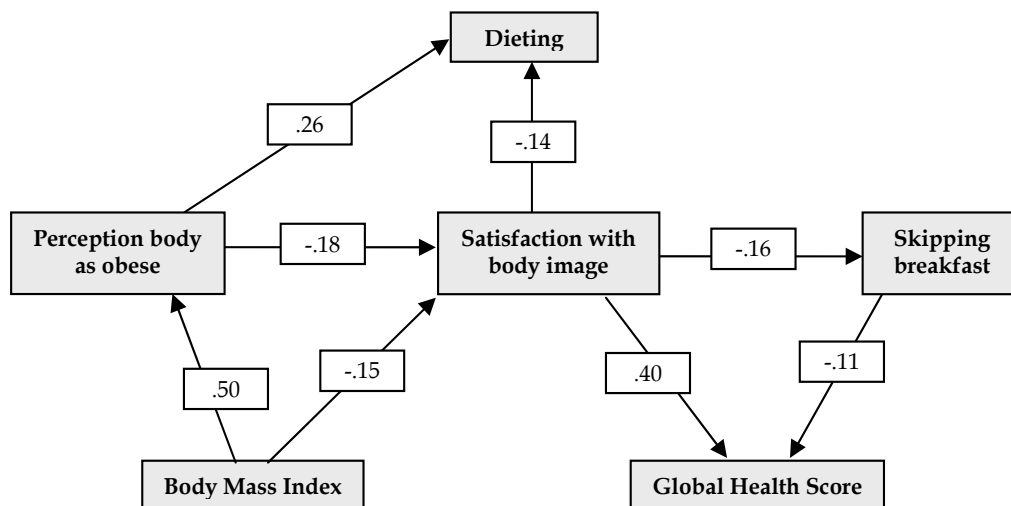 Dieting
.26
-.14
Perception body
as obese
-.18
Satisfaction with
body image
-.16
Skipping
breakfast
.50
-.15
.40
-.11
Body Mass Index
Global Health Score